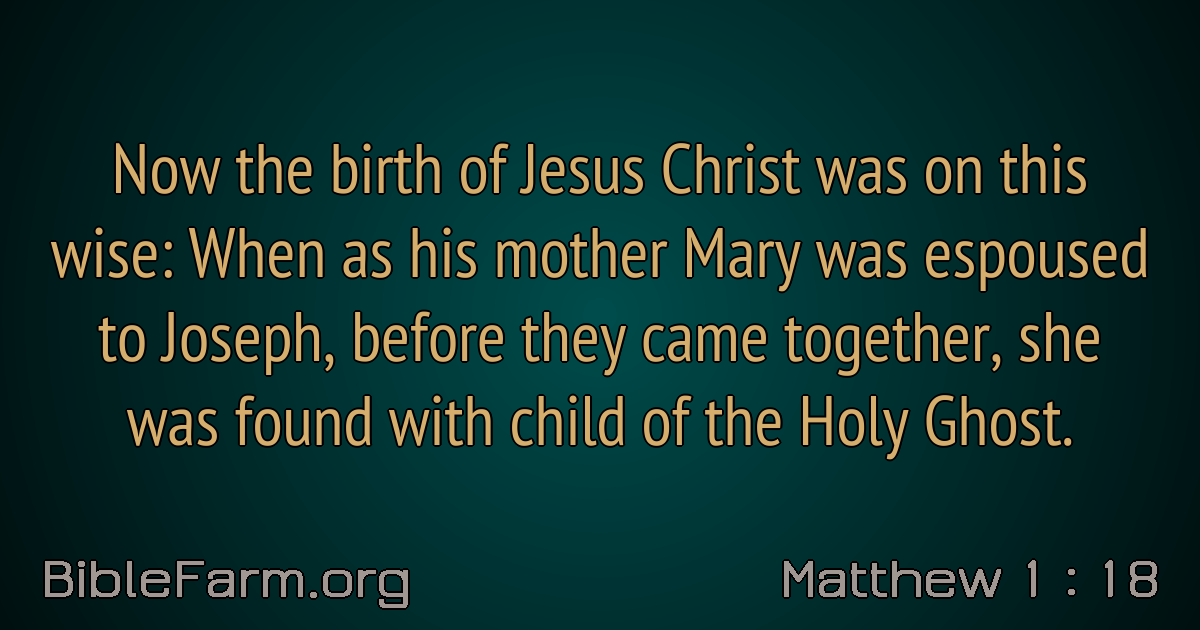 Now the birth of Jesus Christ was on this
wise: When as his mother Mary was espoused
to Joseph, before they came together, she
was found with child of the Holy Ghost.
BibleFarm.org
Matthew 1 : 18